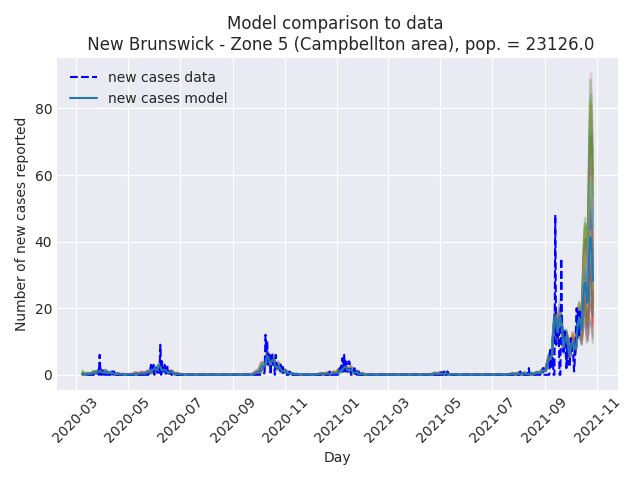 Model comparison to data
New Brunswick - Zone 5 (Campbellton area), pop. = 23126.0
new cases data
new cases model
Number of new cases reported
80
60
40
20
0
2020-03
2020-05
2020-07
2020-09
2020-11
2021-01
2021-03
2021-05
2021-07
2021-09
2021-11
Day